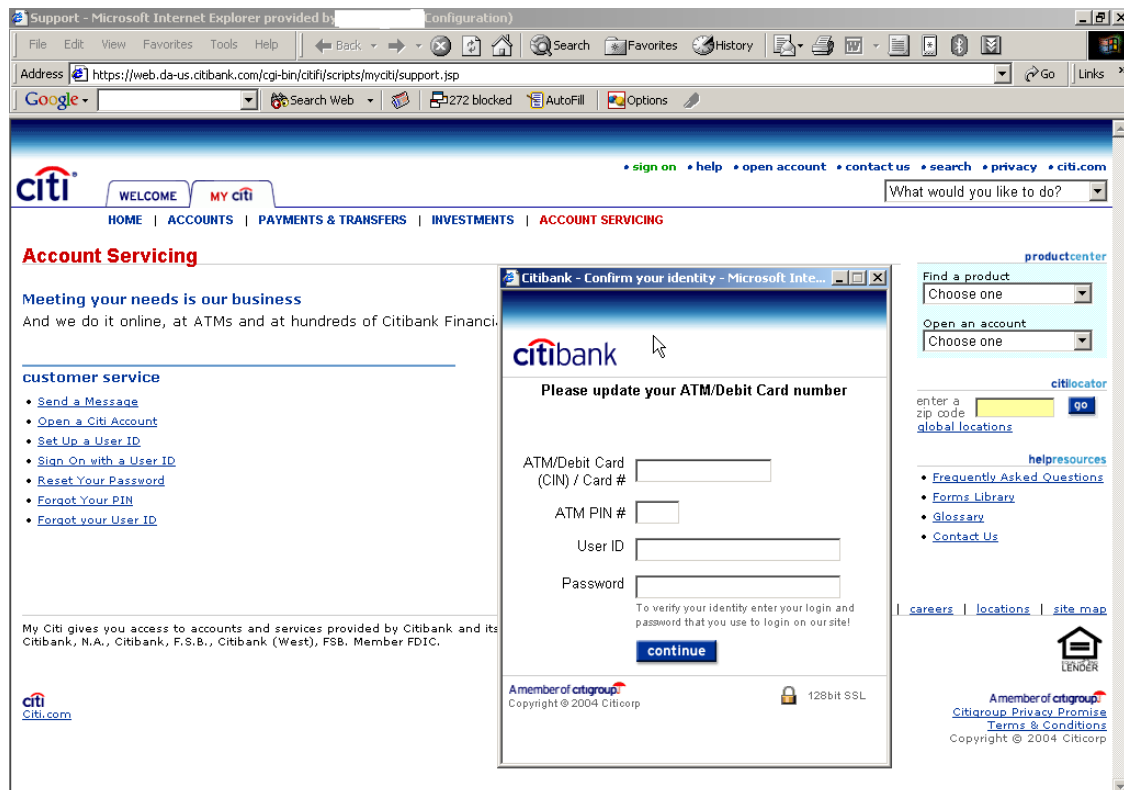 Support - Microsoft Internet Explorer provided by Configuration)
File Edit View Favorites Tools Help Back Search Favorites History
Address https://web.da-us.citibank.com/cgi-bin/citifi/scripts/myciti/support.jsp Go Links »
Google Search Web 272 blocked AutoFill Options
• sign on • help • open account • contact us • search • privacy • citi.com
citi WELCOME MY citi What would you like to do?
HOME | ACCOUNTS | PAYMENTS & TRANSFERS | INVESTMENTS | ACCOUNT SERVICING
Account Servicing
Meeting your needs is our business
And we do it online, at ATMs and at hundreds of Citibank Financi
customer service
• Send a Message
• Open a Citi Account
• Set Up a User ID
• Sign On with a User ID
• Reset Your Password
• Forgot Your PIN
• Forgot your User ID
Citibank - Confirm your identity - Microsoft Inte...
citibank
Please update your ATM/Debit Card number
ATM/Debit Card
(CIN) / Card #
ATM PIN #
User ID
Password
To verify your identity enter your login and
password that you use to login on our site!
continue
A member of citigroup
Copyright © 2004 Citicorp
128bit SSL
productcenter
Find a product
Choose one
Open an account
Choose one
citilocator
enter a
zip code go
global locations
helpresources
• Frequently Asked Questions
• Forms Library
• Glossary
• Contact Us
| careers | locations | site map
My Citi gives you access to accounts and services provided by Citibank and its
Citibank, N.A., Citibank, F.S.B., Citibank (West), FSB. Member FDIC.
LENDER
citi
Citi.com
A member of citigroup
Citigroup Privacy Promise
Terms & Conditions
Copyright © 2004 Citicorp